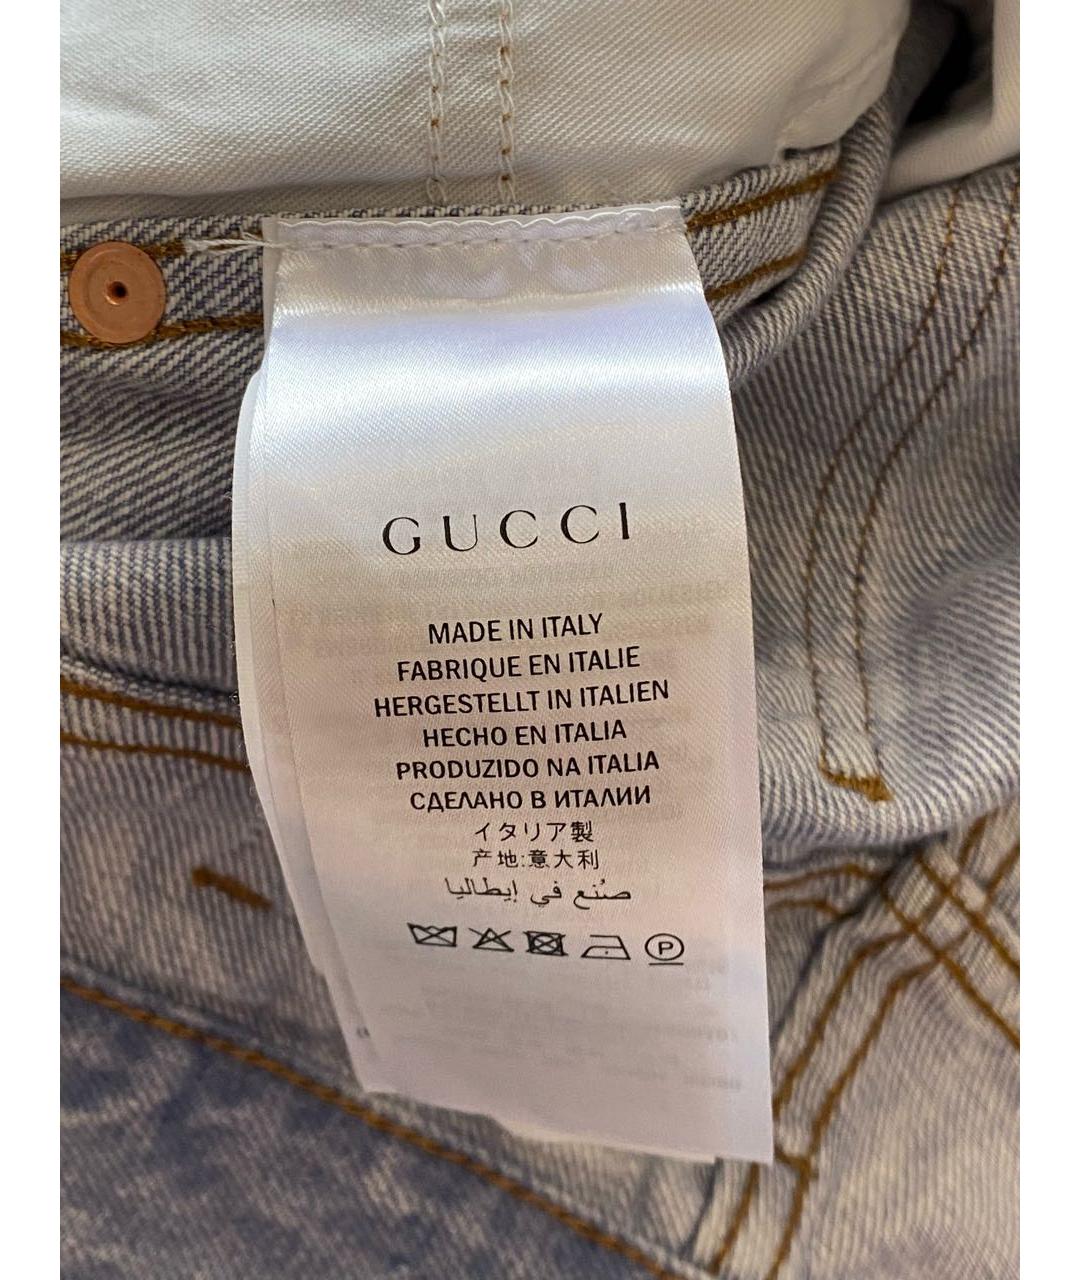 GUCCI
MADE IN ITALY
FABRIQUE EN ITALIE
HERGESTELLT IN ITALIEN
HECHO EN ITALIA
PRODUZIDO NA ITALIA
СДЕЛАНО В ИТАЛИИ
イタリア製
产地:意大利
صُنع في إيطاليا
P